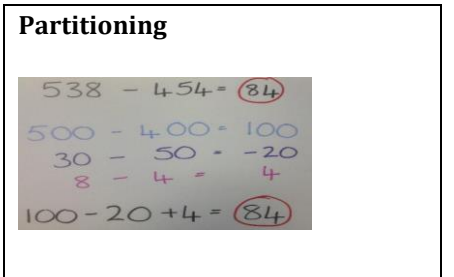 Partitioning
538 - 454 = 84
500 - 400 = 100
30 - 50 = -20
8 - 4 = 4
100 - 20 + 4 = 84